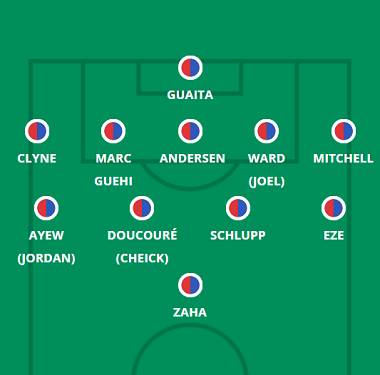 GUAITA
CLYNE
MARC
GUEHI
ANDERSEN
WARD
(JOEL)
MITCHELL
AYEW
(JORDAN)
DOUCOURÉ
(CHEICK)
SCHLUPP
EZE
ZAHA